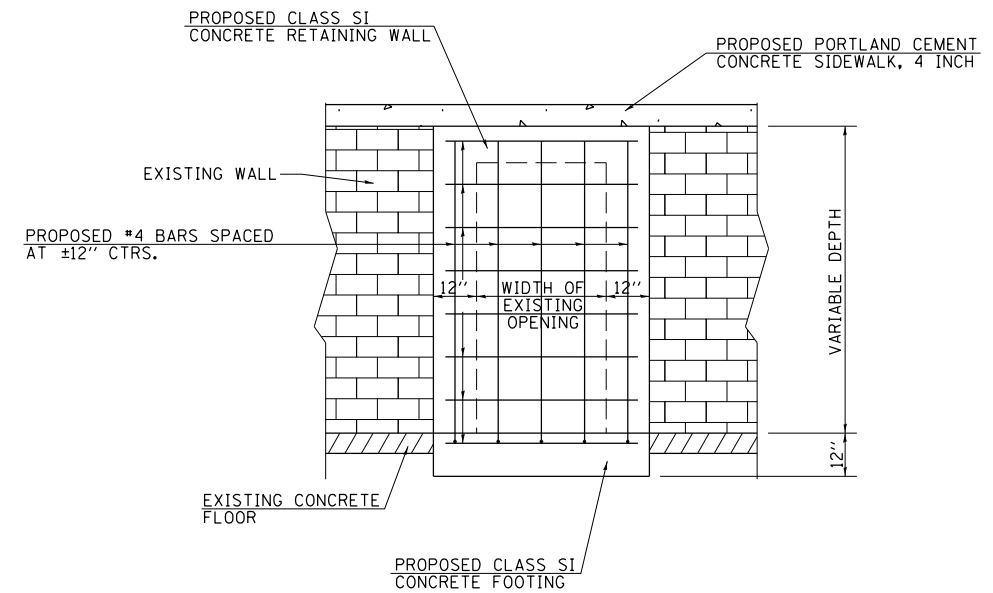 PROPOSED CLASS SI
CONCRETE RETAINING WALL
PROPOSED PORTLAND CEMENT
CONCRETE SIDEWALK, 4 INCH
EXISTING WALL
PROPOSED #4 BARS SPACED
AT ±12" CTRS.
12"
WIDTH OF
EXISTING
OPENING
12"
VARIABLE DEPTH
12"
EXISTING CONCRETE
FLOOR
PROPOSED CLASS SI
CONCRETE FOOTING